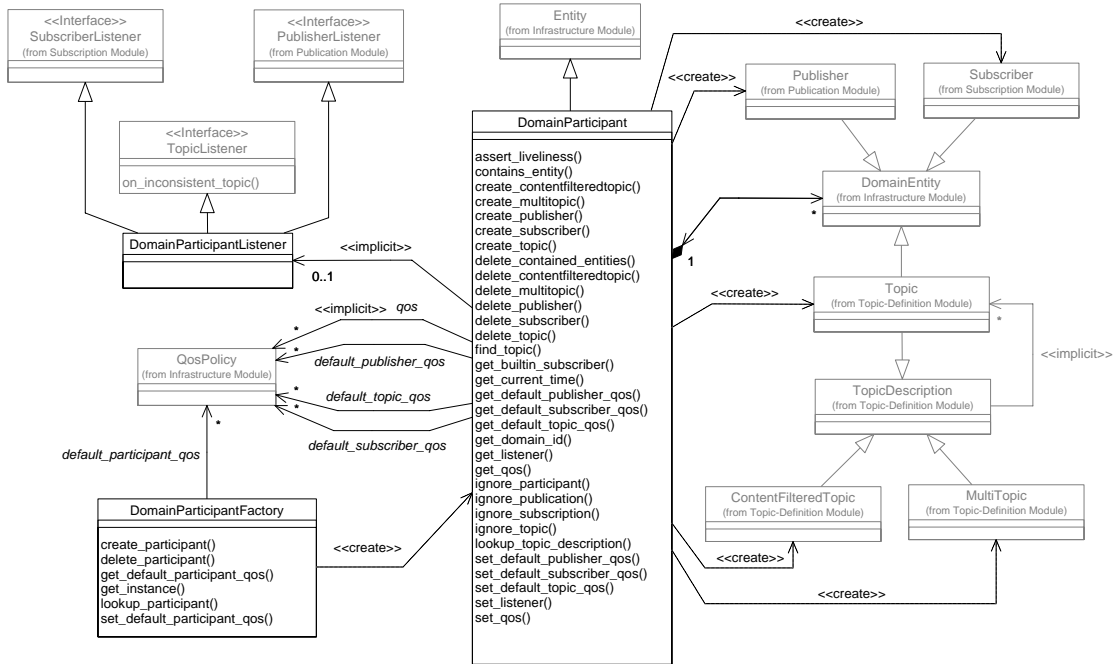 <<Interface>>
SubscriberListener
(from Subscription Module)
<<Interface>>
PublisherListener
(from Publication Module)
<<Interface>>
TopicListener
on_inconsistent_topic()
DomainParticipantListener
0..1
<<implicit>>
<<implicit>>
qos
*
default_publisher_qos
*
default_topic_qos
*
default_subscriber_qos
*
QosPolicy
(from Infrastructure Module)
*
default_participant_qos
DomainParticipantFactory
create_participant()
delete_participant()
get_default_participant_qos()
get_instance()
lookup_participant()
set_default_participant_qos()
<<create>>
Entity
(from Infrastructure Module)
DomainParticipant
assert_liveliness()
contains_entity()
create_contentfilteredtopic()
create_multitopic()
create_publisher()
create_subscriber()
create_topic()
delete_contained_entities()
delete_contentfilteredtopic()
delete_multitopic()
delete_publisher()
delete_subscriber()
delete_topic()
find_topic()
get_builtin_subscriber()
get_current_time()
get_default_publisher_qos()
get_default_subscriber_qos()
get_default_topic_qos()
get_domain_id()
get_listener()
get_qos()
ignore_participant()
ignore_publication()
ignore_subscription()
ignore_topic()
lookup_topic_description()
set_default_publisher_qos()
set_default_subscriber_qos()
set_default_topic_qos()
set_listener()
set_qos()
<<create>>
<<create>>
Publisher
(from Publication Module)
Subscriber
(from Subscription Module)
DomainEntity
(from Infrastructure Module)
*
1
<<create>>
Topic
(from Topic-Definition Module)
*
<<implicit>>
TopicDescription
(from Topic-Definition Module)
ContentFilteredTopic
(from Topic-Definition Module)
MultiTopic
(from Topic-Definition Module)
<<create>>
<<create>>